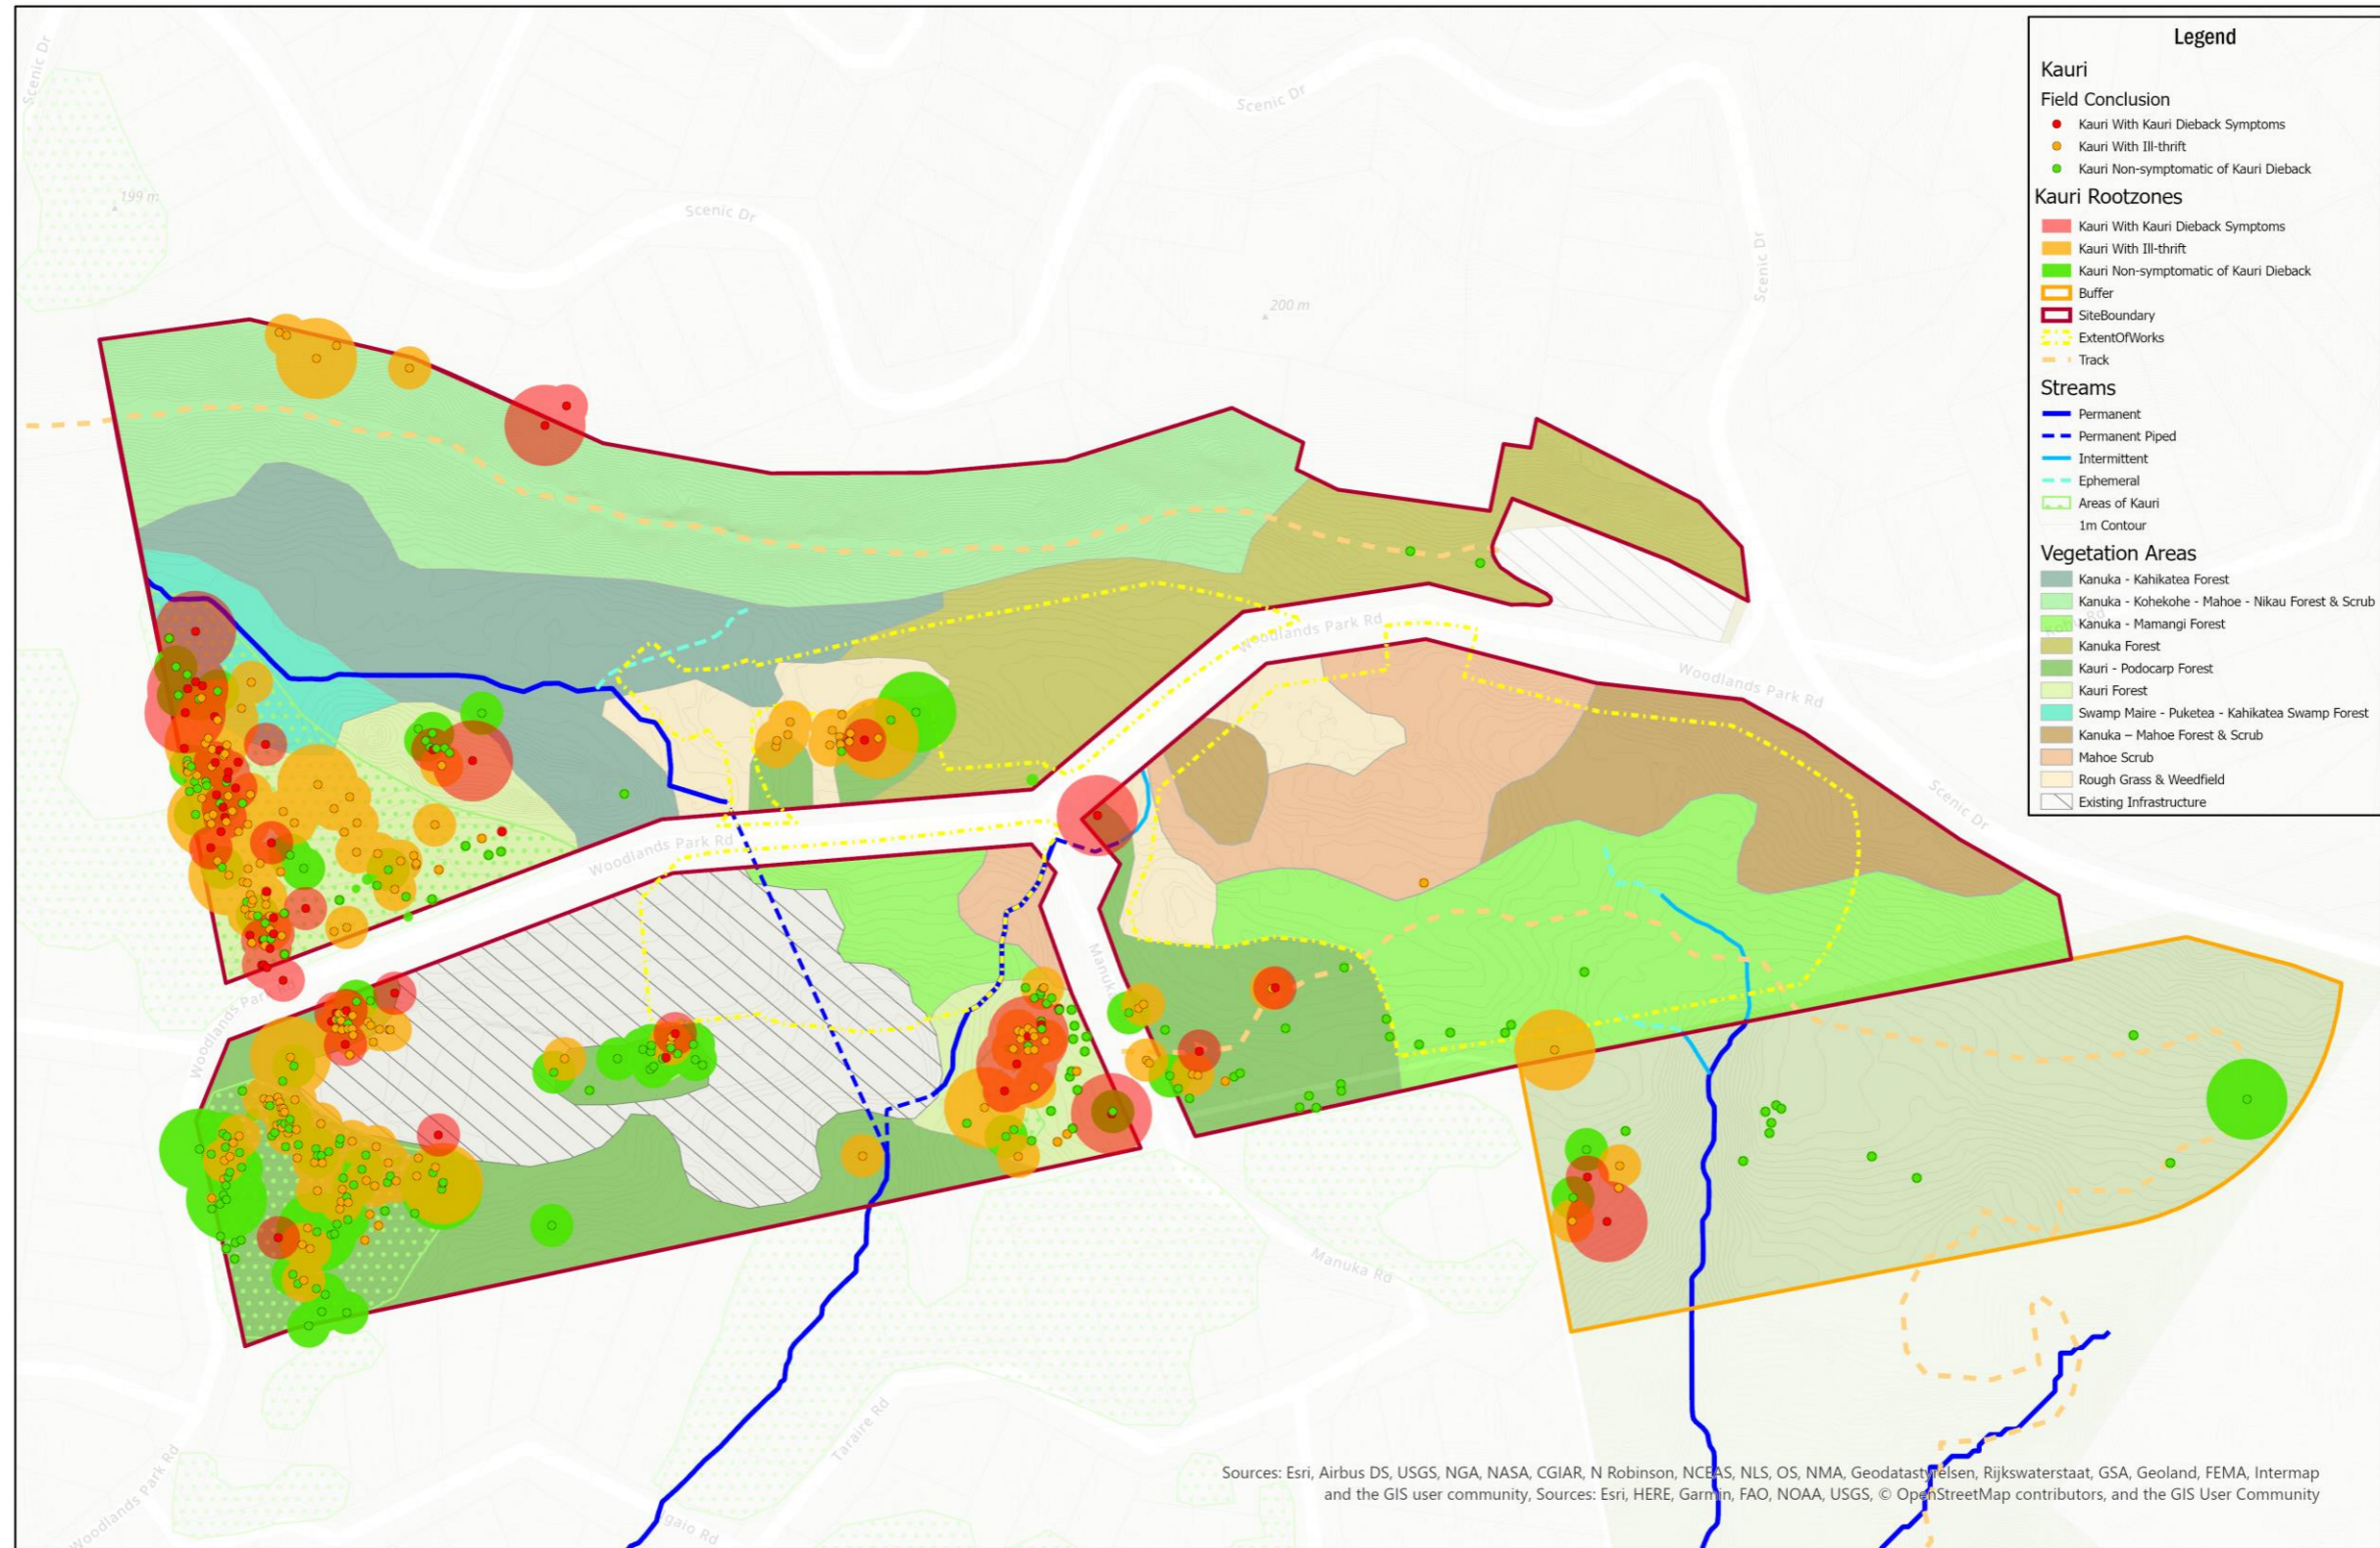 Scenic Dr
Scenic Dr
Scenic Dr
Scenic Dr
199 m
200 m
Woodlands Park Rd
Woodlands Park Rd
Scenic Dr
Woodlands Park Rd
Manuka
Woodlands Park
Manuka Rd
Taraire Rd
Woodlands Park Rd
gaio Rd
Legend
Kauri
Field Conclusion
Kauri With Kauri Dieback Symptoms
Kauri With Ill-thrift
Kauri Non-symptomatic of Kauri Dieback
Kauri Rootzones
Kauri With Kauri Dieback Symptoms
Kauri With Ill-thrift
Kauri Non-symptomatic of Kauri Dieback
Buffer
SiteBoundary
ExtentOfWorks
Track
Streams
Permanent
Permanent Piped
Intermittent
Ephemeral
Areas of Kauri
1m Contour
Vegetation Areas
Kanuka - Kahikatea Forest
Kanuka - Kohekohe - Mahoe - Nikau Forest & Scrub
Kanuka - Mamangi Forest
Kanuka Forest
Kauri - Podocarp Forest
Kauri Forest
Swamp Maire - Puketea - Kahikatea Swamp Forest
Kanuka – Mahoe Forest & Scrub
Mahoe Scrub
Rough Grass & Weedfield
Existing Infrastructure
Sources: Esri, Airbus DS, USGS, NGA, NASA, CGIAR, N Robinson, NCEAS, NLS, OS, NMA, Geodatastyrelsen, Rijkswaterstaat, GSA, Geoland, FEMA, Intermap
and the GIS user community, Sources: Esri, HERE, Garmin, FAO, NOAA, USGS, © OpenStreetMap contributors, and the GIS User Community